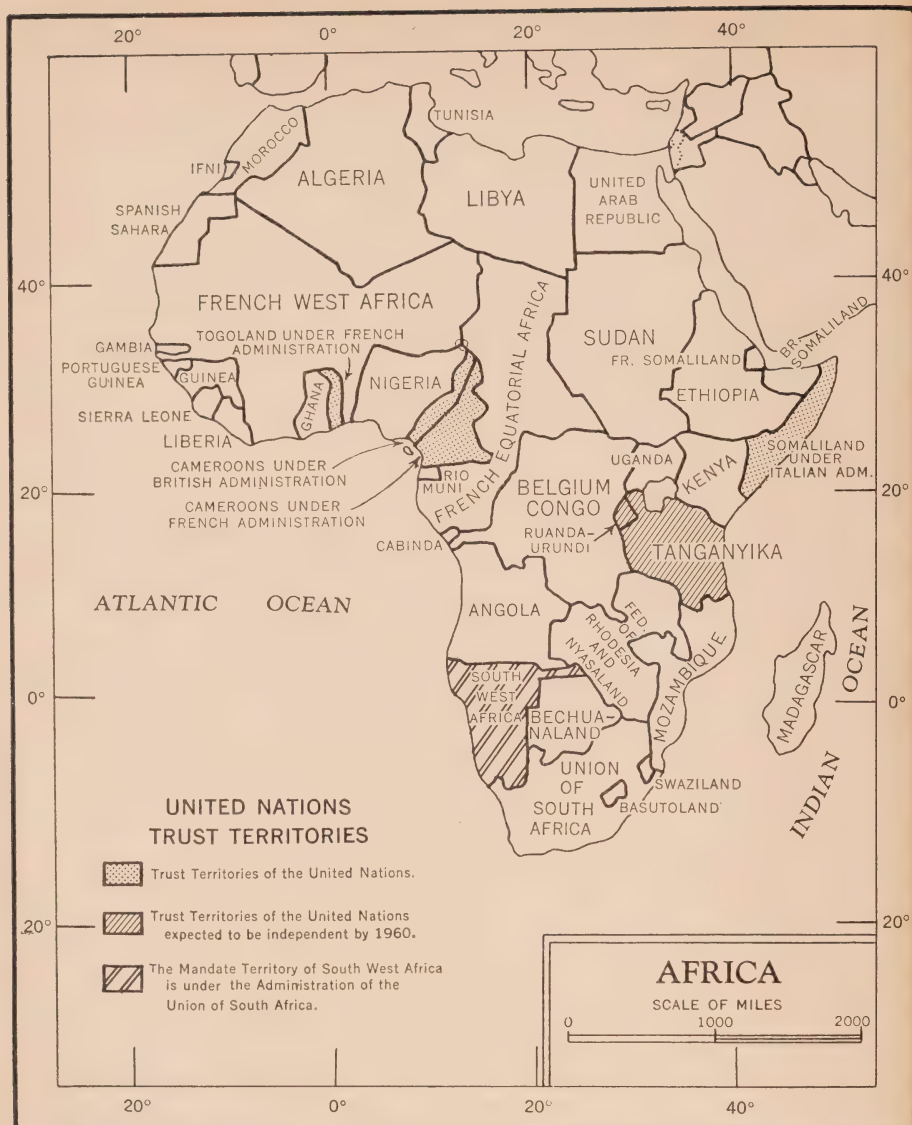 20°
0°
20°
40°
TUNISIA
MOROCCO
IFNI
ALGERIA
LIBYA
UNITED
ARAB
REPUBLIC
SPANISH
SAHARA
40°
40°
FRENCH WEST AFRICA
FRENCH EQUATORIAL AFRICA
SUDAN
BR.
SOMALILAND
FR. SOMALILAND
GAMBIA
TOGOLAND UNDER FRENCH
ADMINISTRATION
PORTUGUESE
GUINEA
GUINEA
NIGERIA
ETHIOPIA
GHANA
SIERRA LEONE
LIBERIA
CAMEROONS UNDER
BRITISH ADMINISTRATION
RIO
MUNI
UGANDA
KENYA
SOMALILAND
UNDER
ITALIAN ADM.
20°
20°
BELGIUM
CONGO
CAMEROONS UNDER
FRENCH ADMINISTRATION
CABINDA
RUANDA-
URUNDI
TANGANYIKA
ATLANTIC OCEAN
ANGOLA
FED.
OF
RHODESIA
AND
NYASALAND
MOZAMBIQUE
MADAGASCAR
INDIAN OCEAN
0°
0°
SOUTH
WEST
AFRICA
BECHUA-
NALAND
UNION
OF
SOUTH
AFRICA
SWAZILAND
BASUTOLAND
UNITED NATIONS
TRUST TERRITORIES
Trust Territories of the United Nations.
Trust Territories of the United Nations
expected to be independent by 1960.
The Mandate Territory of South West Africa
is under the Administration of the
Union of South Africa.
20°
20°
AFRICA
SCALE OF MILES
0 1000 2000
20°
0°
20°
40°